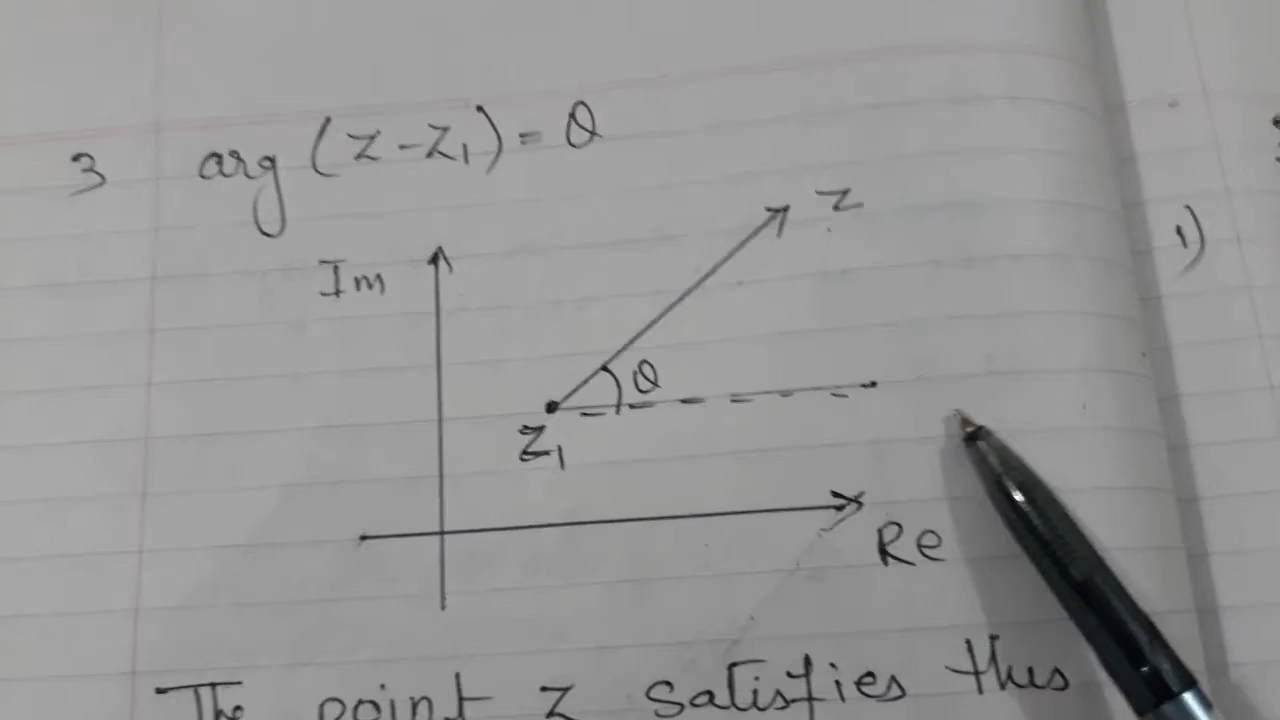 3 arg (z-z₁) = θ
z
1)
Im
θ
z₁
Re
The point z satisfies this